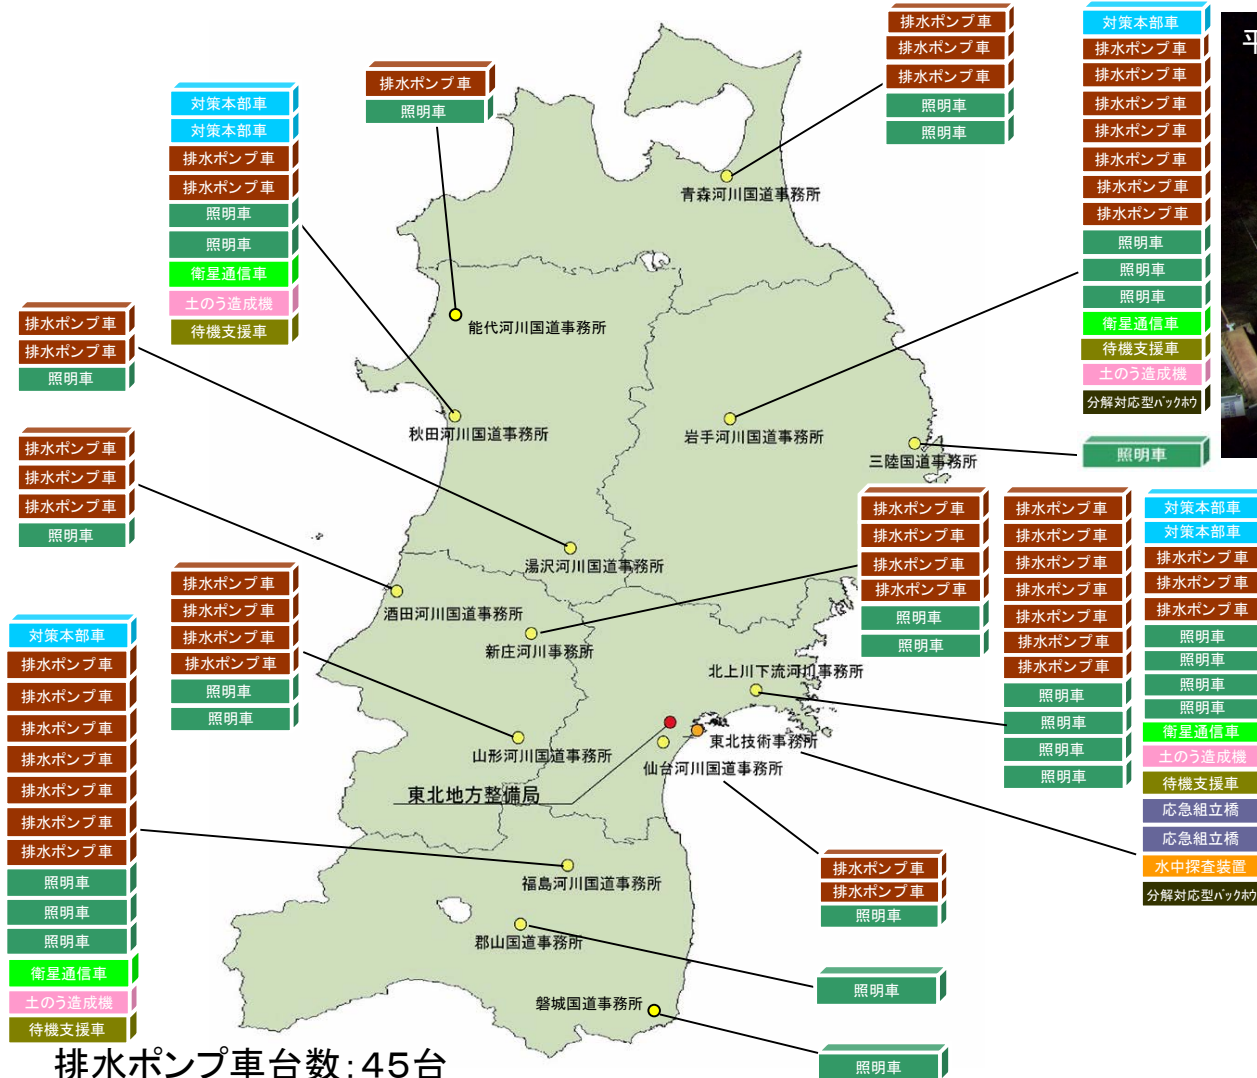 排水ポンプ車
照明車
対策本部車
対策本部車
排水ポンプ車
排水ポンプ車
照明車
照明車
衛星通信車
土のう造成機
待機支援車
排水ポンプ車
排水ポンプ車
排水ポンプ車
照明車
照明車
対策本部車
排水ポンプ車
排水ポンプ車
排水ポンプ車
排水ポンプ車
排水ポンプ車
排水ポンプ車
排水ポンプ車
照明車
照明車
照明車
衛星通信車
待機支援車
土のう造成機
分解対応型バックホウ
平
青森河川国道事務所
能代河川国道事務所
排水ポンプ車
排水ポンプ車
照明車
秋田河川国道事務所
岩手河川国道事務所
三陸国道事務所
照明車
排水ポンプ車
排水ポンプ車
排水ポンプ車
照明車
湯沢河川国道事務所
酒田河川国道事務所
新庄河川事務所
排水ポンプ車
排水ポンプ車
排水ポンプ車
排水ポンプ車
照明車
照明車
排水ポンプ車
排水ポンプ車
排水ポンプ車
排水ポンプ車
排水ポンプ車
排水ポンプ車
排水ポンプ車
照明車
照明車
照明車
照明車
対策本部車
対策本部車
排水ポンプ車
排水ポンプ車
排水ポンプ車
照明車
照明車
照明車
照明車
衛星通信車
土のう造成機
待機支援車
応急組立橋
応急組立橋
水中探査装置
分解対応型バックホウ
排水ポンプ車
排水ポンプ車
排水ポンプ車
排水ポンプ車
照明車
照明車
北上川下流河川事務所
東北技術事務所
山形河川国道事務所
仙台河川国道事務所
東北地方整備局
対策本部車
排水ポンプ車
排水ポンプ車
排水ポンプ車
排水ポンプ車
排水ポンプ車
排水ポンプ車
排水ポンプ車
照明車
照明車
照明車
衛星通信車
土のう造成機
待機支援車
排水ポンプ車
排水ポンプ車
照明車
福島河川国道事務所
郡山国道事務所
照明車
磐城国道事務所
照明車
排水ポンプ車台数:45台